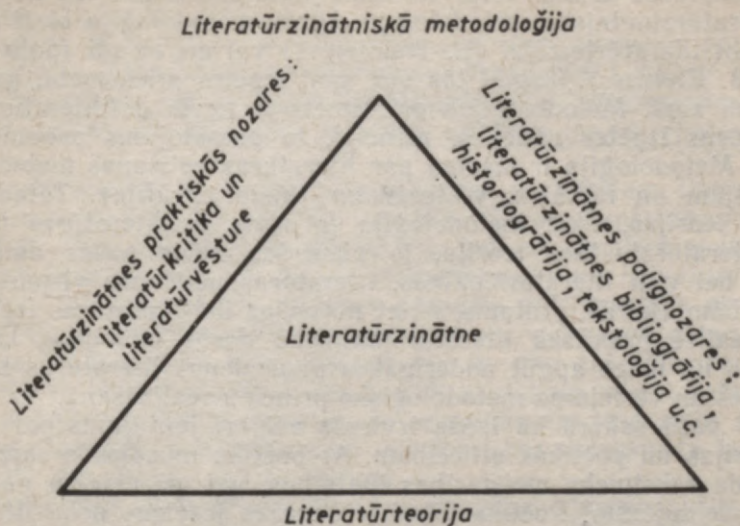 Literatūrzinātniskā metodoloģija
Literatūrzinātnes praktiskās nozares:
literatūrkritika un
literatūrvēsture
Literatūrzinātnes palīgnozares:
literatūrzinātnes bibliogrāfija,
historiogrāfija, tekstoloģija u.c.
Literatūrzinātne
Literatūrteorija